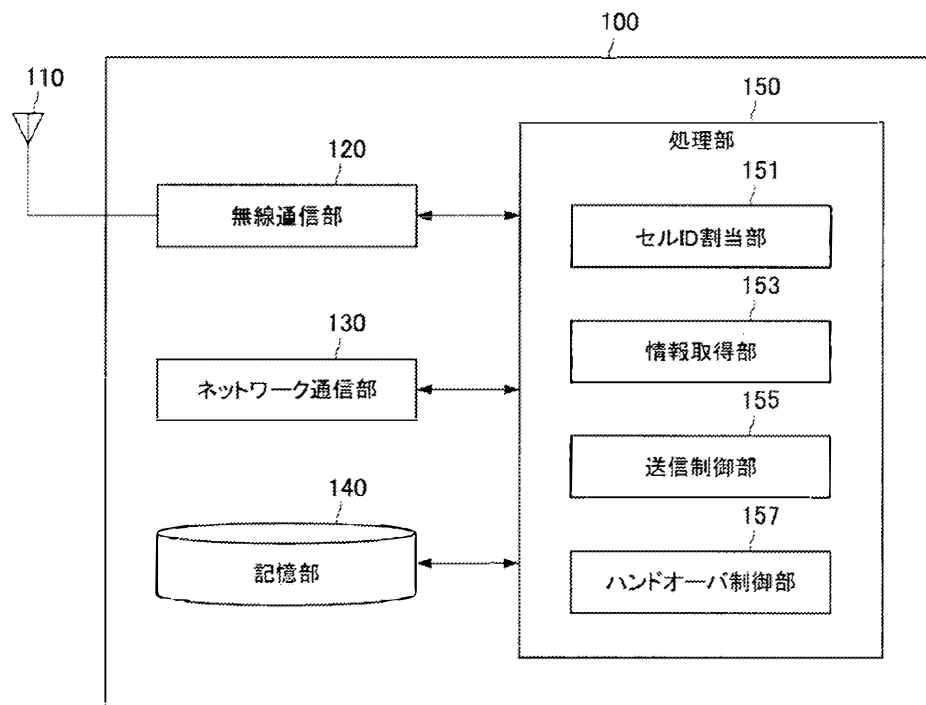 100
110
150
処理部
120
無線通信部
151
セルID割当部
153
情報取得部
130
ネットワーク通信部
155
送信制御部
140
記憶部
157
ハンドオーバ制御部